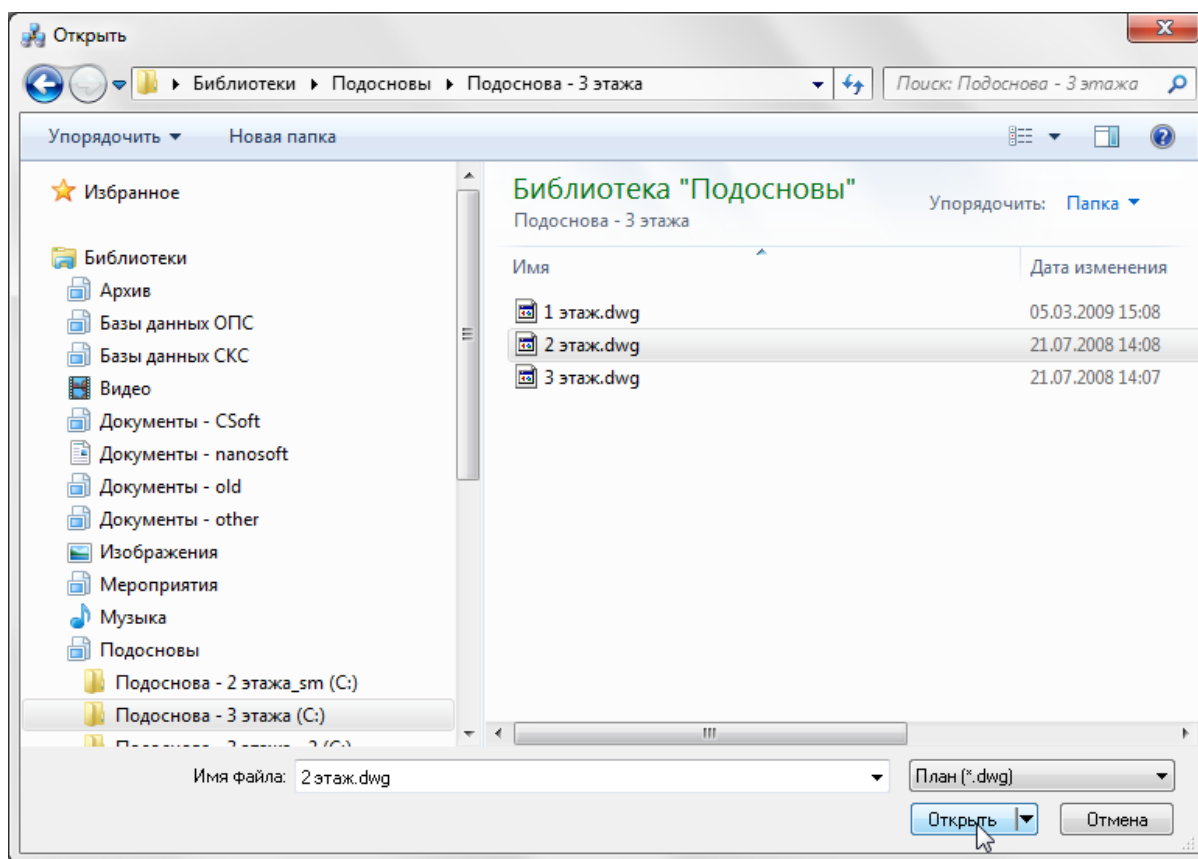 Открыть
Библиотеки Подосновы Подоснова - 3 этажа
Поиск: Подоснова - 3 этажа
Упорядочить Новая папка
Избранное
Библиотеки
Архив
Базы данных ОПС
Базы данных СКС
Видео
Документы - CSoft
Документы - nanosoft
Документы - old
Документы - other
Изображения
Мероприятия
Музыка
Подосновы
Подоснова - 2 этажа_sm (C:)
Подоснова - 3 этажа (C:)
Библиотека "Подосновы"
Подоснова - 3 этажа
Упорядочить: Папка
Имя Дата изменения
1 этаж.dwg 05.03.2009 15:08
2 этаж.dwg 21.07.2008 14:08
3 этаж.dwg 21.07.2008 14:07
Имя файла: 2 этаж.dwg План (*.dwg)
Открыть Отмена